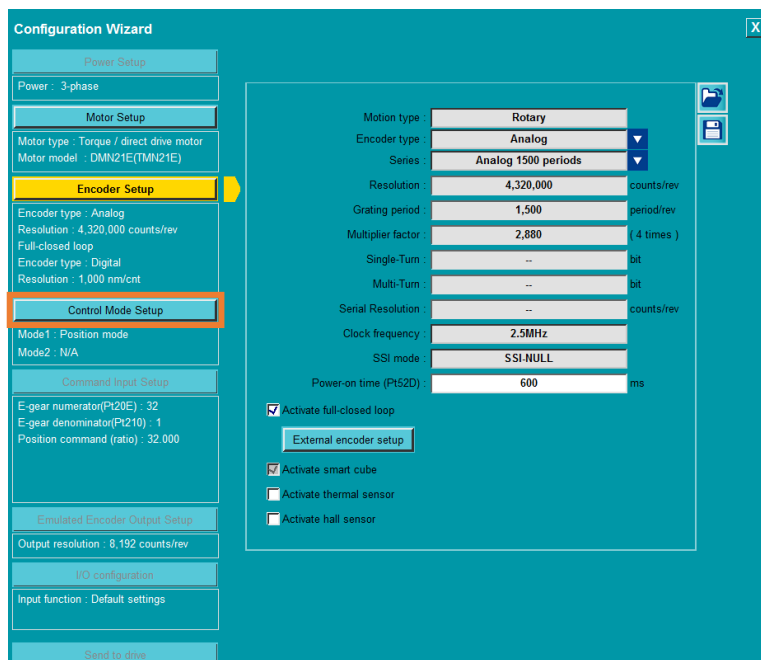 Configuration Wizard
X
Power Setup
Power : 3-phase
Motor Setup
Motor type : Torque / direct drive motor
Motor model : DMN21E(TMN21E)
Encoder Setup
Encoder type : Analog
Resolution : 4,320,000 counts/rev
Full-closed loop
Encoder type : Digital
Resolution : 1,000 nm/cnt
Control Mode Setup
Mode1 : Position mode
Mode2 : N/A
Command Input Setup
E-gear numerator(Pt20E) : 32
E-gear denominator(Pt210) : 1
Position command (ratio) : 32.000
Emulated Encoder Output Setup
Output resolution : 8,192 counts/rev
I/O configuration
Input function : Default settings
Send to drive
Motion type : Rotary
Encoder type : Analog
Series : Analog 1500 periods
Resolution : 4,320,000 counts/rev
Grating period : 1,500 period/rev
Multiplier factor : 2,880 ( 4 times )
Single-Turn : -- bit
Multi-Turn : -- bit
Serial Resolution : -- counts/rev
Clock frequency : 2.5MHz
SSI mode : SSI-NULL
Power-on time (Pt52D) : 600 ms
Activate full-closed loop
External encoder setup
Activate smart cube
Activate thermal sensor
Activate hall sensor